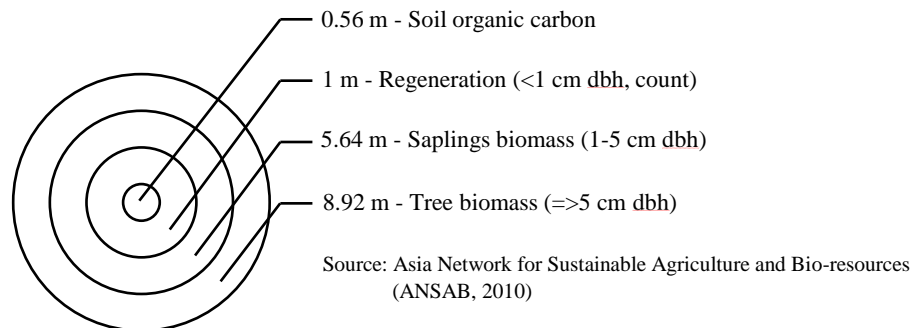 0.56 m - Soil organic carbon
1 m - Regeneration (<1 cm dbh, count)
5.64 m - Saplings biomass (1-5 cm dbh)
8.92 m - Tree biomass (=>5 cm dbh)
Source: Asia Network for Sustainable Agriculture and Bio-resources
(ANSAB, 2010)